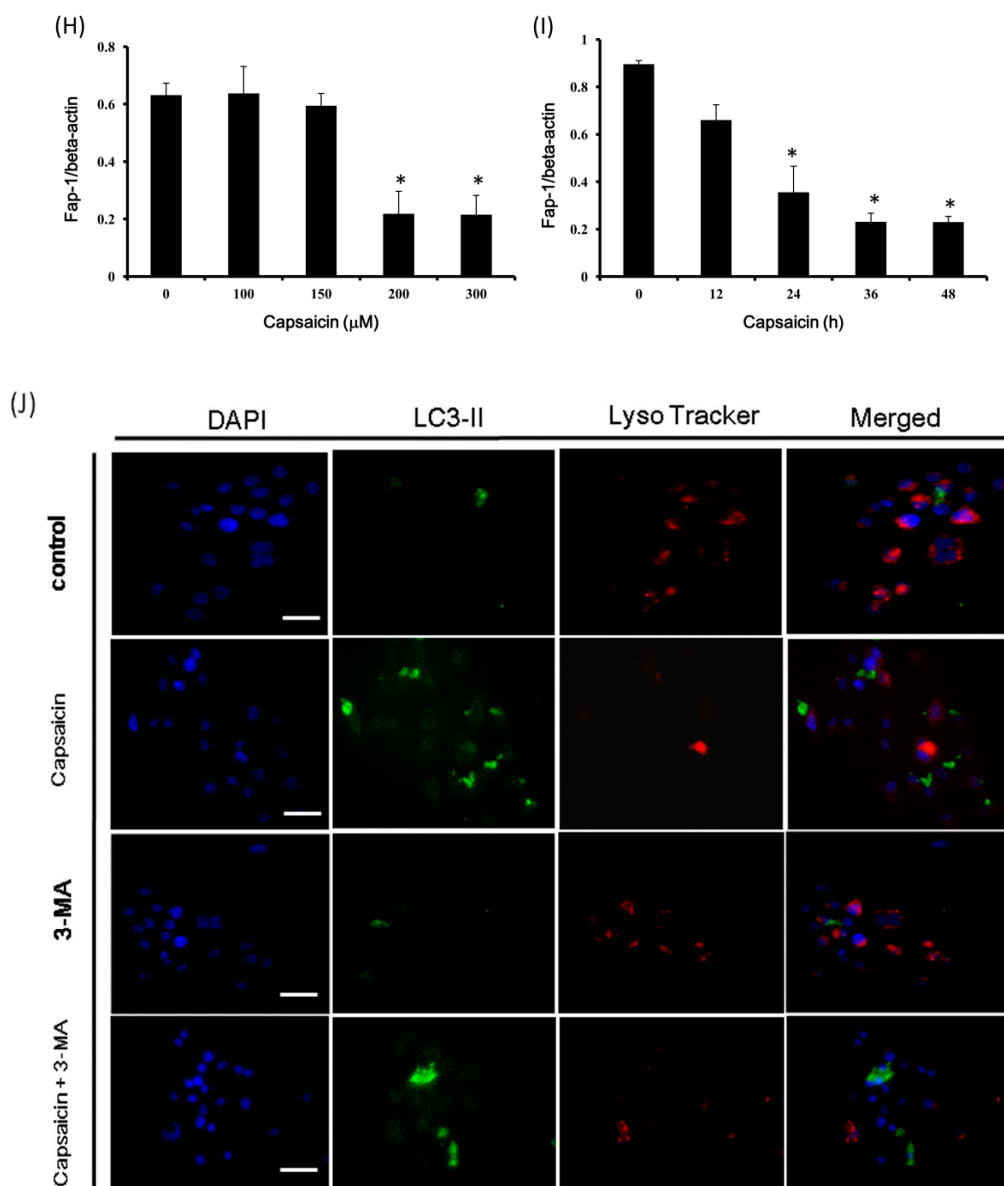 (H)
Fap-1/beta-actin
0.8
0.6
0.4
0.2
0
* *
0 100 150 200 300
Capsaicin (μM)
(I)
Fap-1/beta-actin
1
0.8
0.6
0.4
0.2
0
* * *
0 12 24 36 48
Capsaicin (h)
(J)
DAPI LC3-II Lyso Tracker Merged
control
Capsaicin
3-MA
Capsaicin + 3-MA